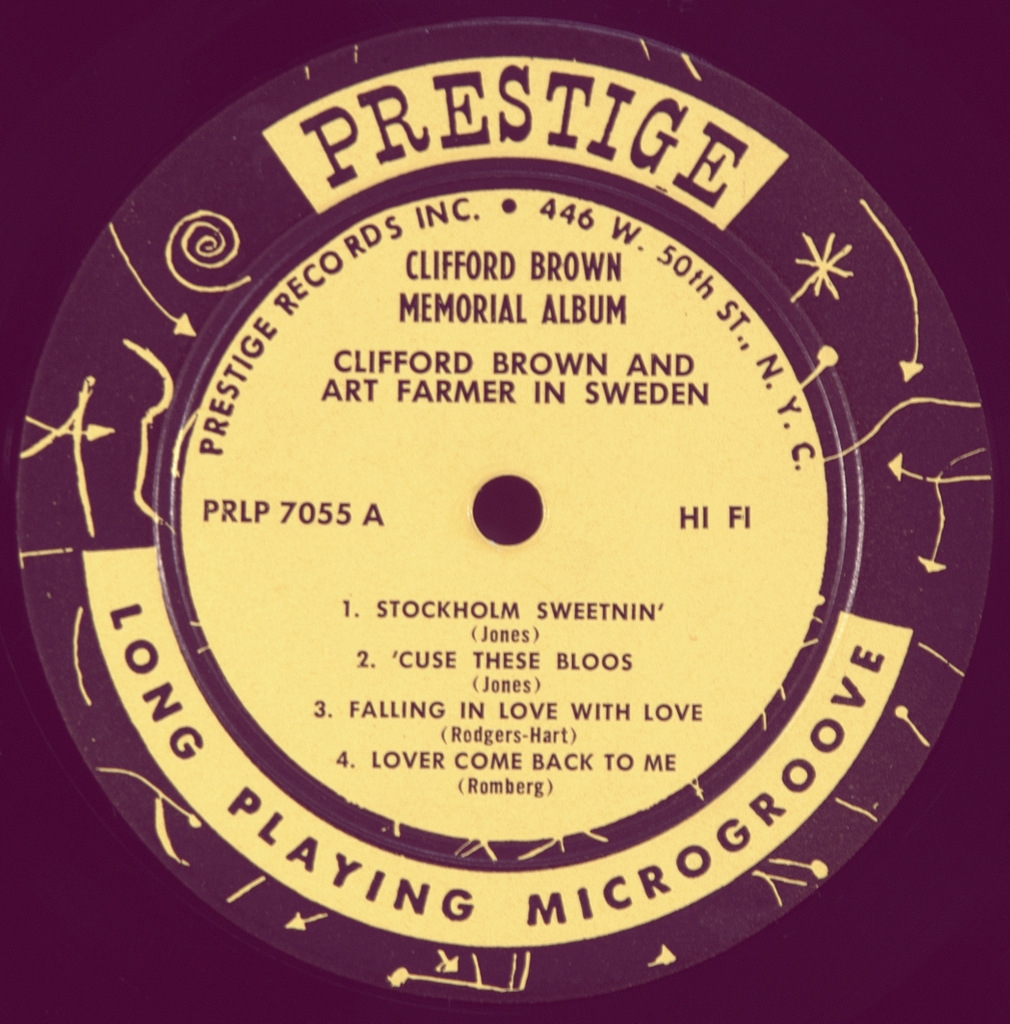 PRESTIGE
PRESTIGE RECORDS INC. • 446 W. 50th ST., N. Y. C.
CLIFFORD BROWN
MEMORIAL ALBUM
CLIFFORD BROWN AND
ART FARMER IN SWEDEN
PRLP 7055 A
HI FI
1. STOCKHOLM SWEETNIN'
(Jones)
2. 'CUSE THESE BLOOS
(Jones)
3. FALLING IN LOVE WITH LOVE
(Rodgers-Hart)
4. LOVER COME BACK TO ME
(Romberg)
LONG PLAYING MICROGROOVE